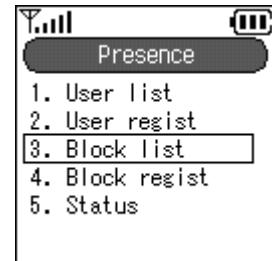 Presence
1. User list
2. User regist
3. Block list
4. Block regist
5. Status